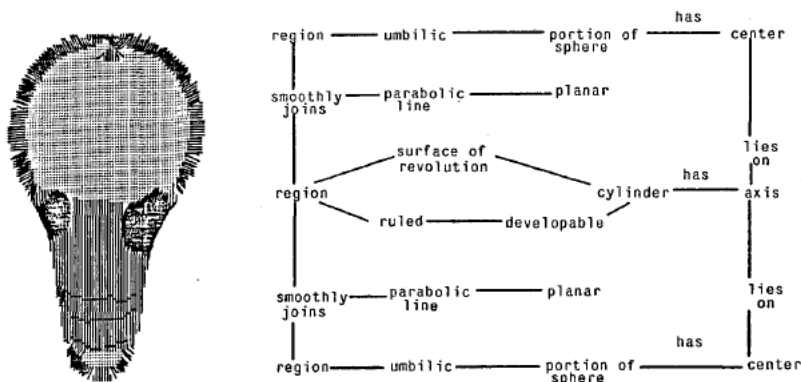 has
region umbilic portion of sphere center
smoothly joins parabolic line planar
surface of revolution
lies on
has
region cylinder axis
ruled developable
smoothly joins parabolic line planar
lies on
has
region umbilic portion of sphere center